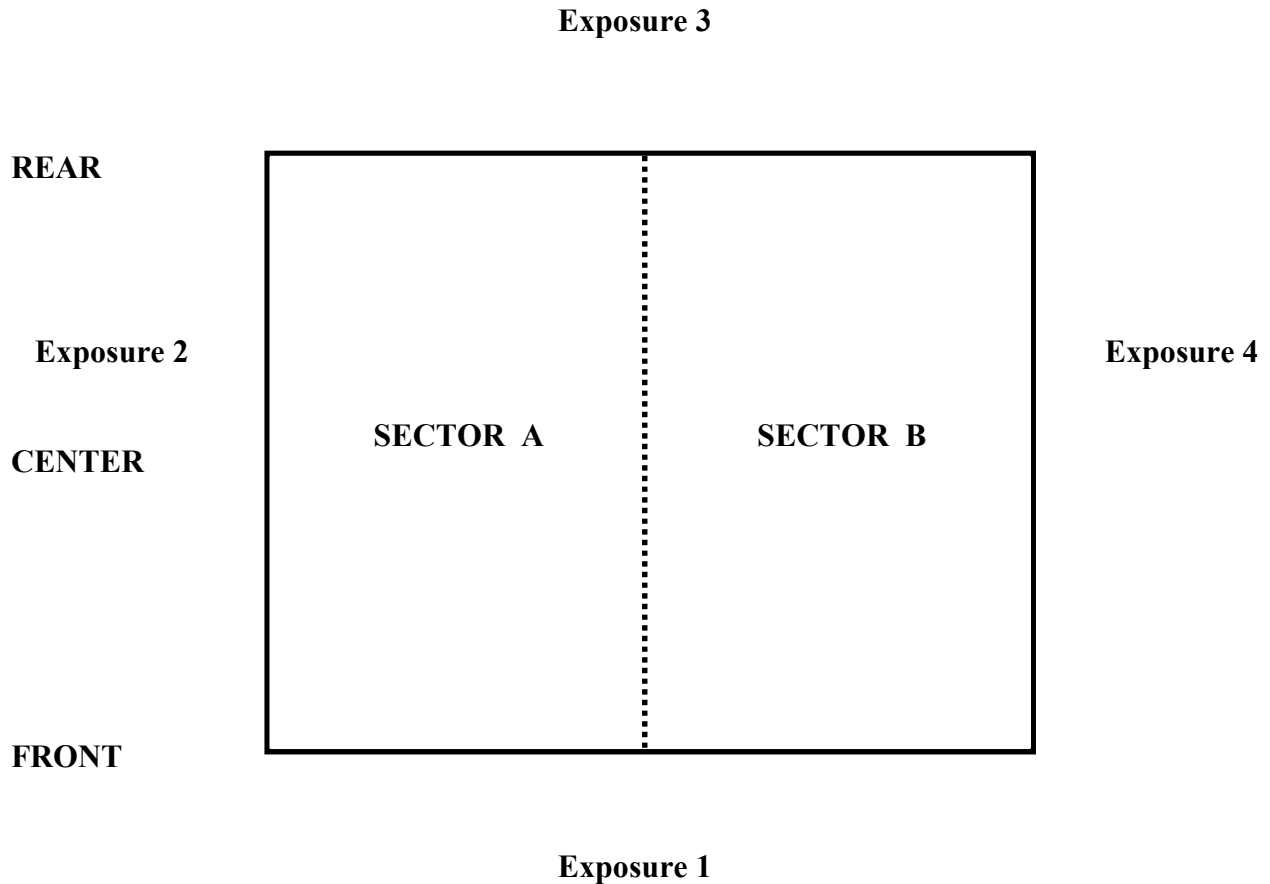 Exposure 3
REAR
Exposure 2
Exposure 4
SECTOR A
SECTOR B
CENTER
FRONT
Exposure 1